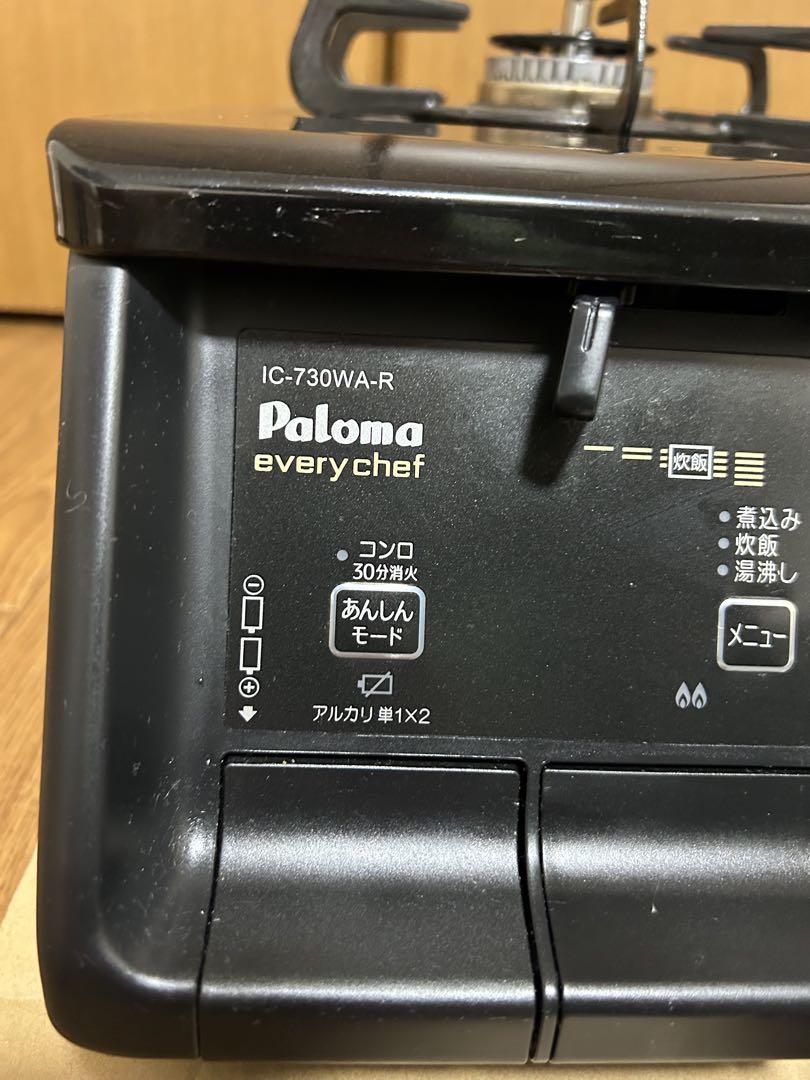 IC-730WA-R
Paloma
every chef
炊飯
コンロ
30分消火
あんしん
モード
アルカリ 単1×2
煮込み
炊飯
湯沸し
メニュー